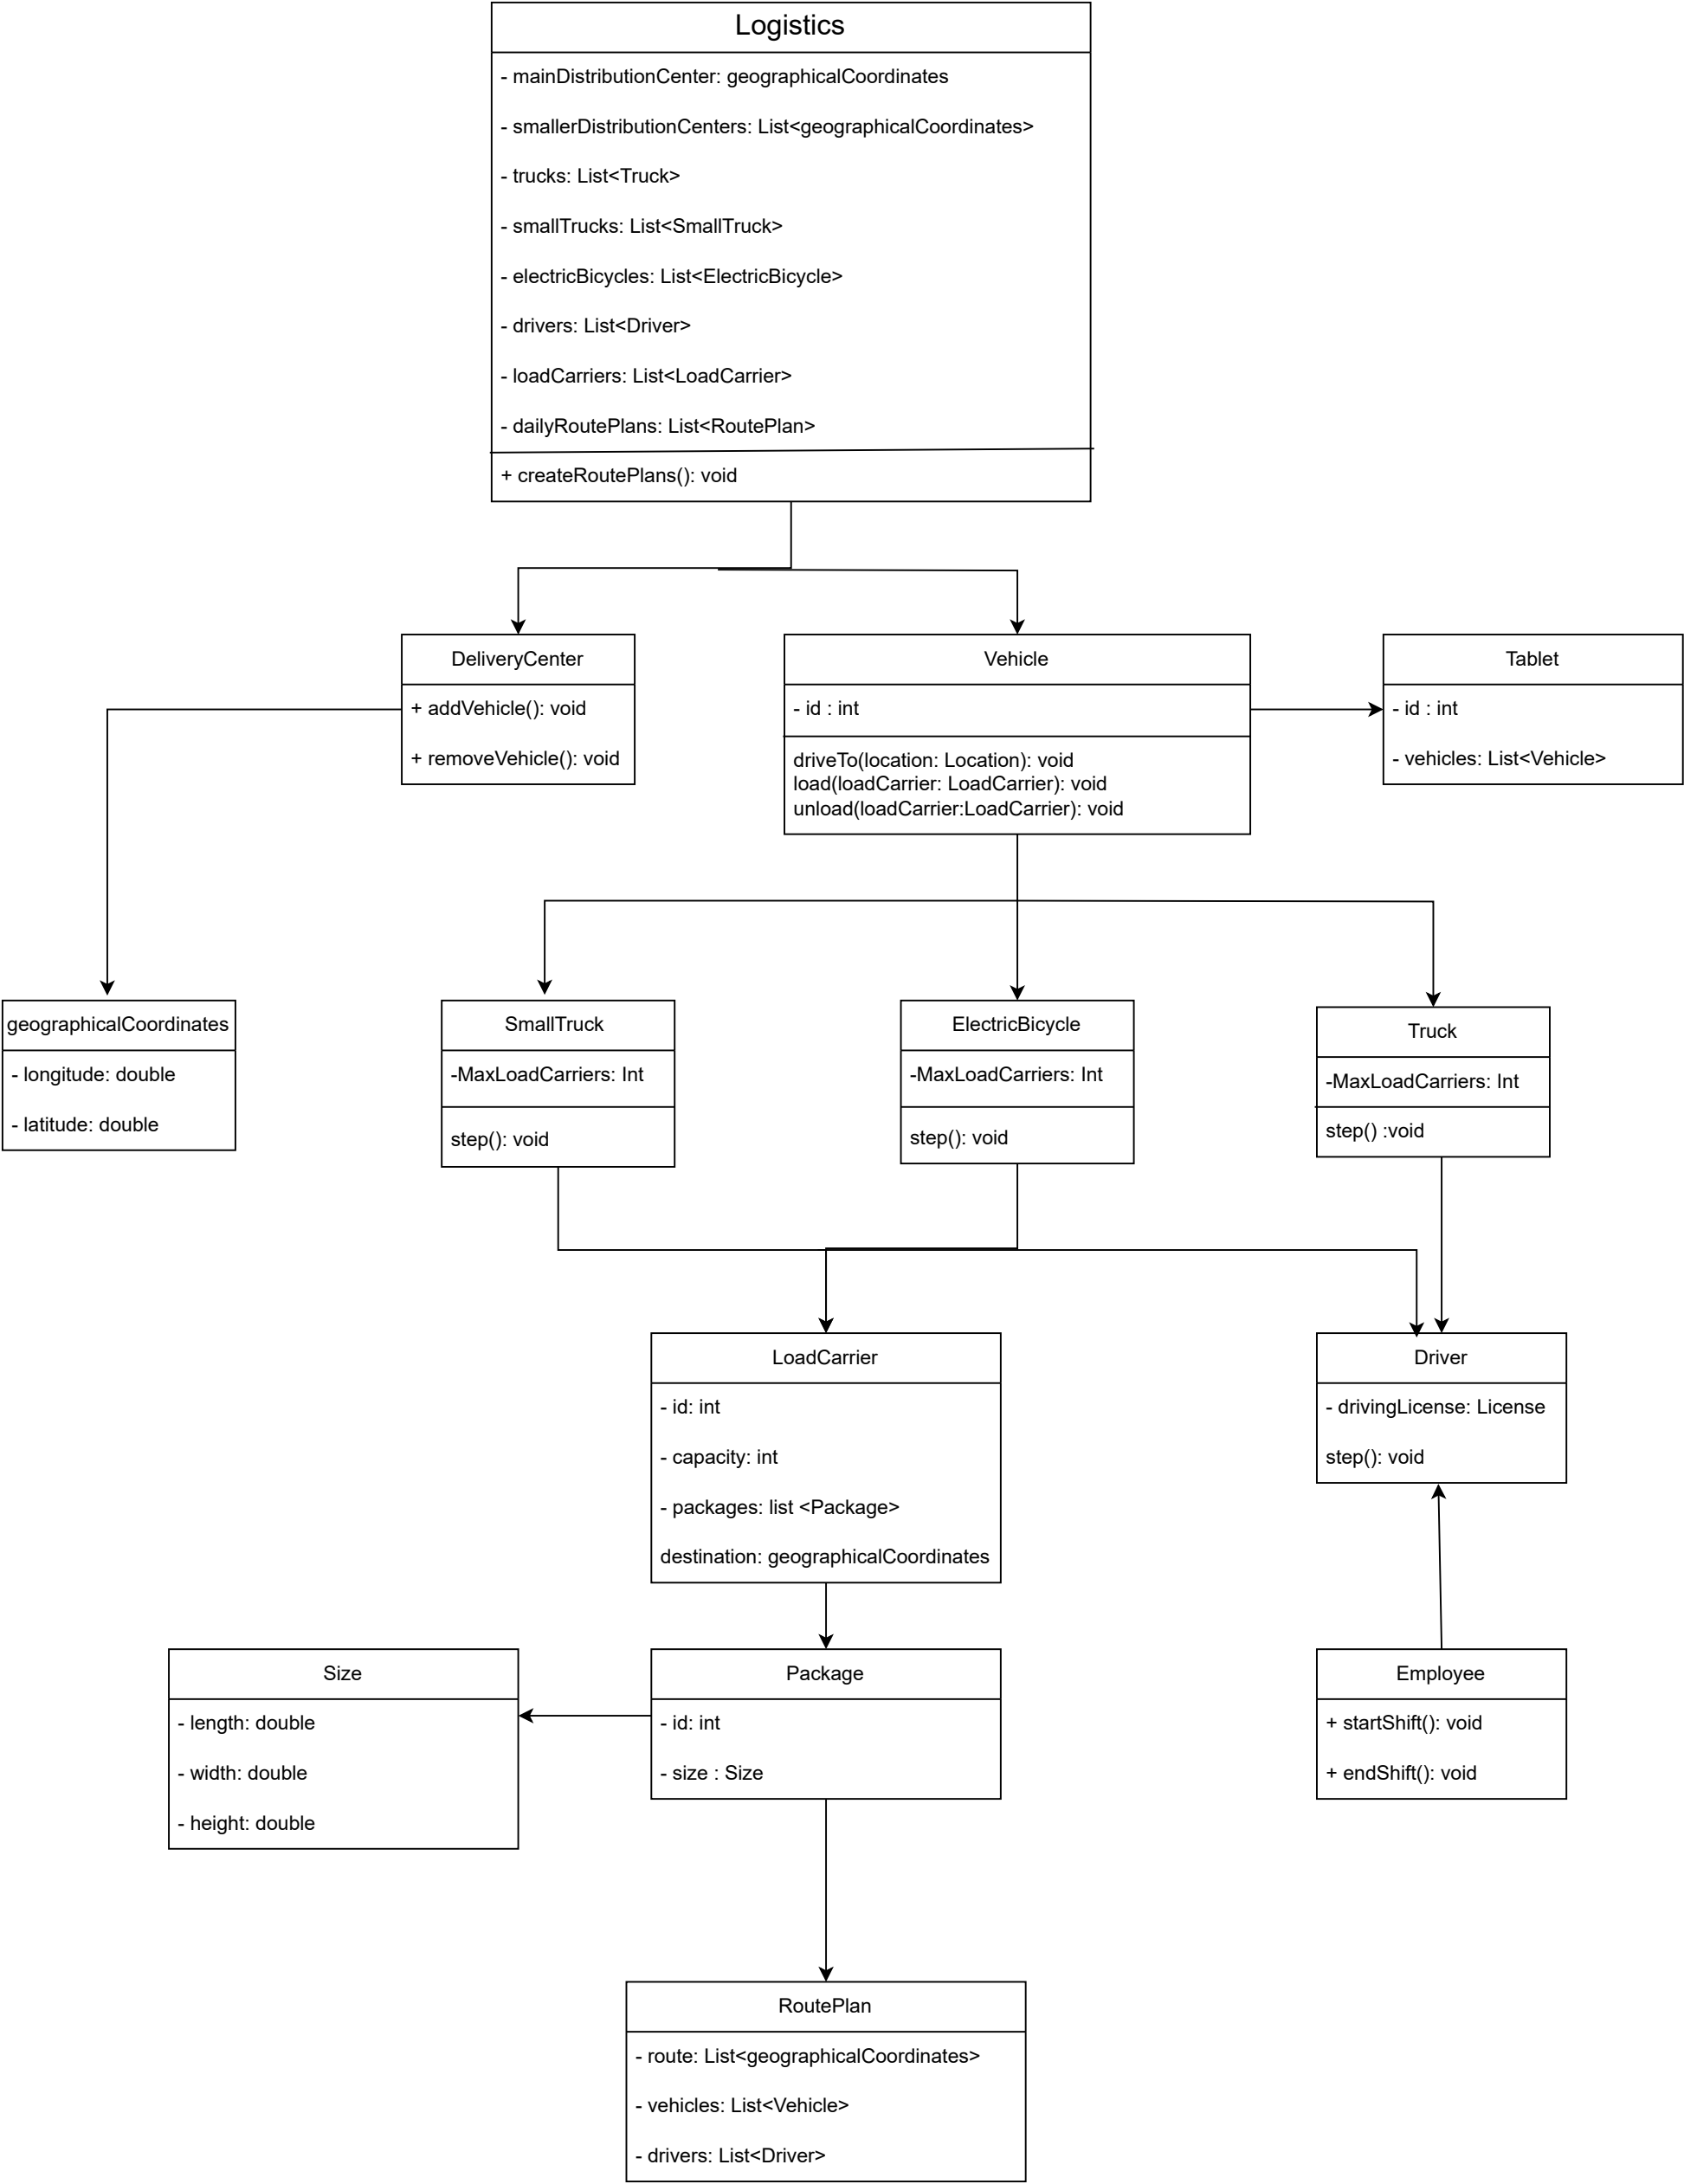 Logistics
- mainDistributionCenter: geographicalCoordinates
- smallerDistributionCenters: List<geographicalCoordinates>
- trucks: List<Truck>
- smallTrucks: List<SmallTruck>
- electricBicycles: List<ElectricBicycle>
- drivers: List<Driver>
- loadCarriers: List<LoadCarrier>
- dailyRoutePlans: List<RoutePlan>
+ createRoutePlans(): void
DeliveryCenter
+ addVehicle(): void
+ removeVehicle(): void
Vehicle
- id : int
driveTo(location: Location): void
load(loadCarrier: LoadCarrier): void
unload(loadCarrier:LoadCarrier): void
Tablet
- id : int
- vehicles: List<Vehicle>
geographicalCoordinates
- longitude: double
- latitude: double
SmallTruck
-MaxLoadCarriers: Int
step(): void
ElectricBicycle
-MaxLoadCarriers: Int
step(): void
Truck
-MaxLoadCarriers: Int
step() :void
LoadCarrier
- id: int
- capacity: int
- packages: list <Package>
destination: geographicalCoordinates
Driver
- drivingLicense: License
step(): void
Size
- length: double
- width: double
- height: double
Package
- id: int
- size : Size
Employee
+ startShift(): void
+ endShift(): void
RoutePlan
- route: List<geographicalCoordinates>
- vehicles: List<Vehicle>
- drivers: List<Driver>